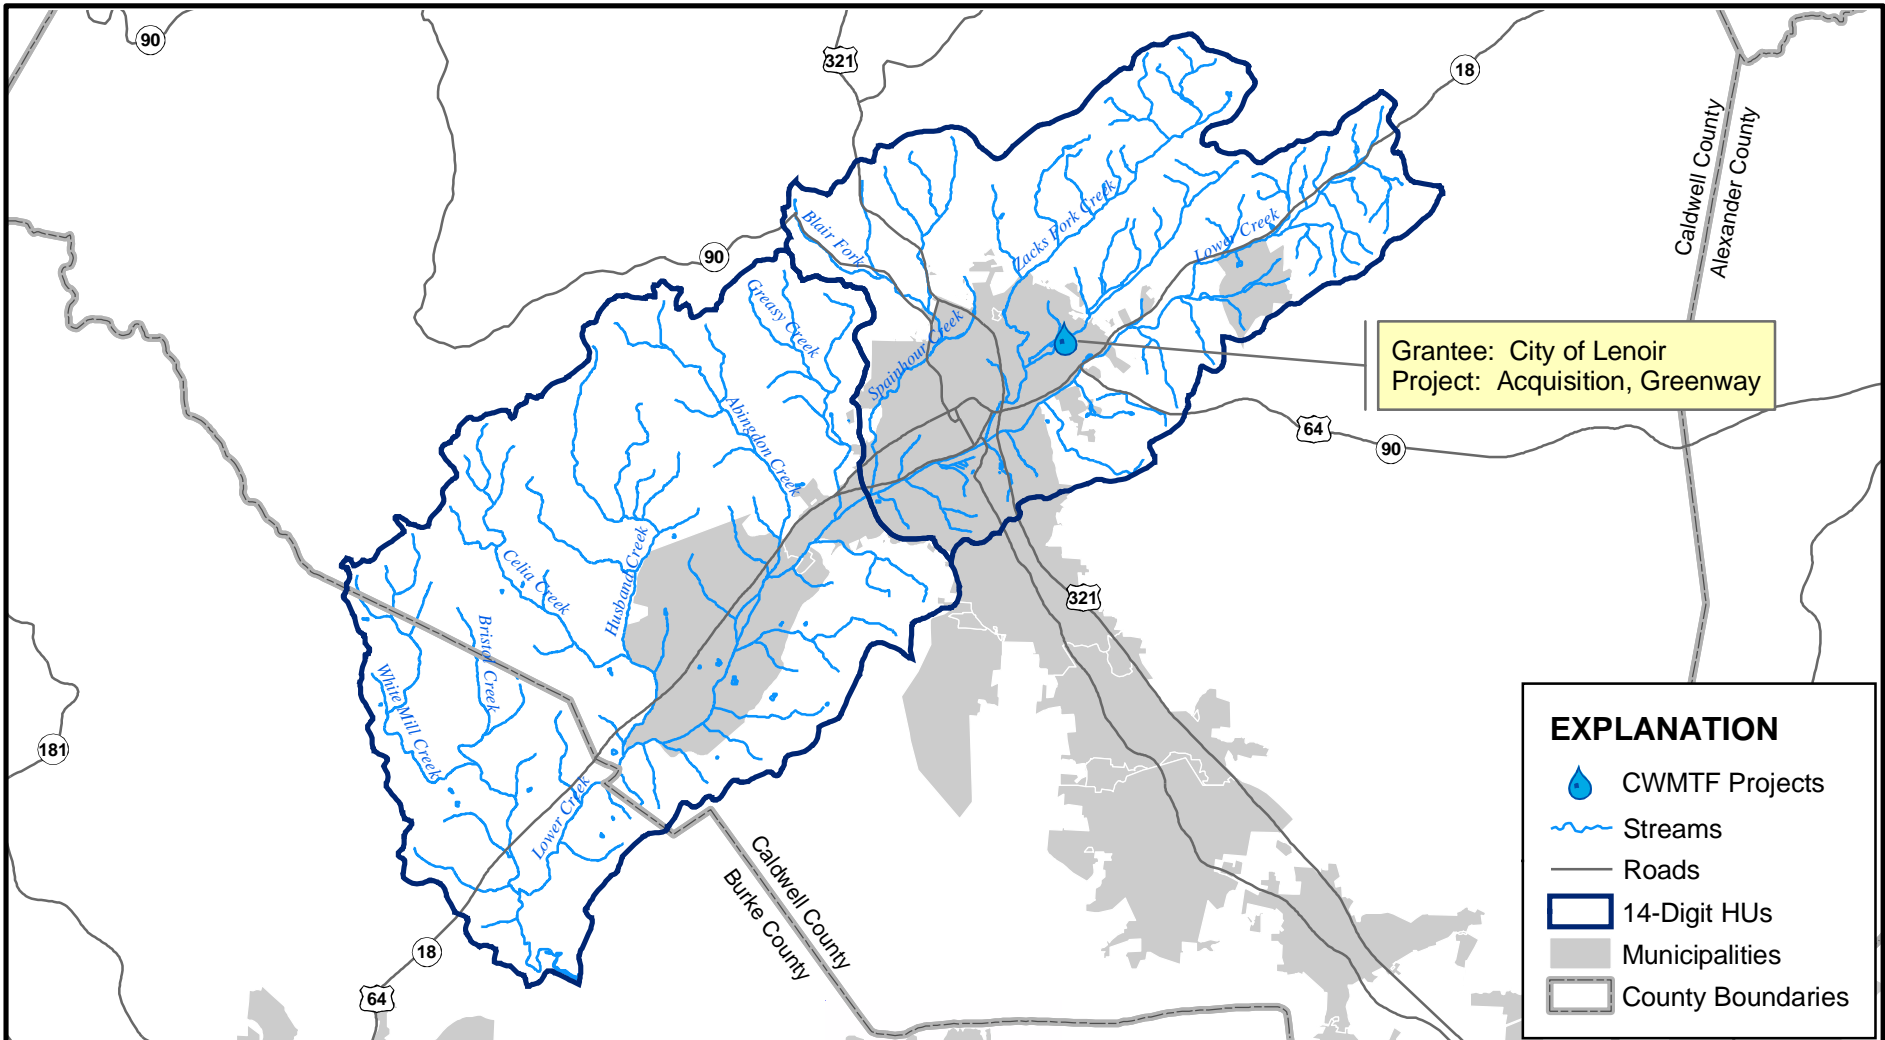 90
321
18
Caldwell County
Alexander County
Zacks Fork Creek
Blair Fork
Lower Creek
90
Greasy Creek
Spainhour Creek
Grantee: City of Lenoir
Project: Acquisition, Greenway
Abingdon Creek
64
90
Celia Creek
Husband Creek
321
Bristol Creek
White Mill Creek
181
Lower Creek
Caldwell County
Burke County
18
64
EXPLANATION
CWMTF Projects
Streams
Roads
14-Digit HUs
Municipalities
County Boundaries